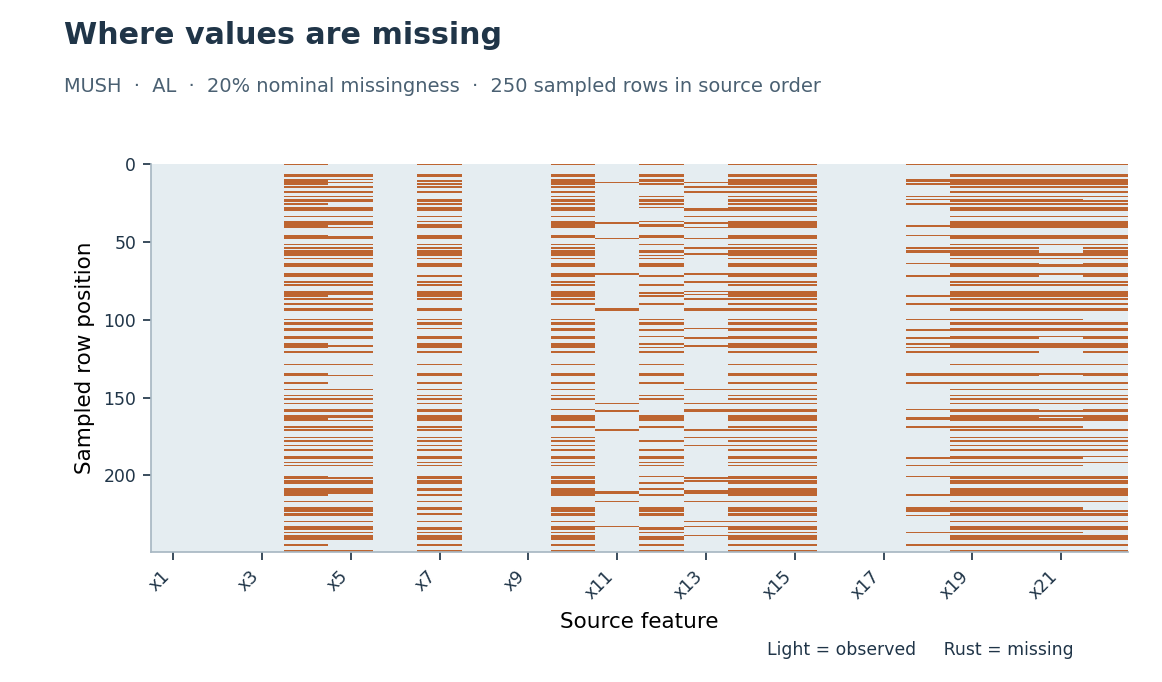 Where values are missing
MUSH · AL · 20% nominal missingness · 250 sampled rows in source order
0
50
100
150
200
Sampled row position
x1
x3
x5
x7
x9
x11
x13
x15
x17
x19
x21
Source feature
Light = observed Rust = missing